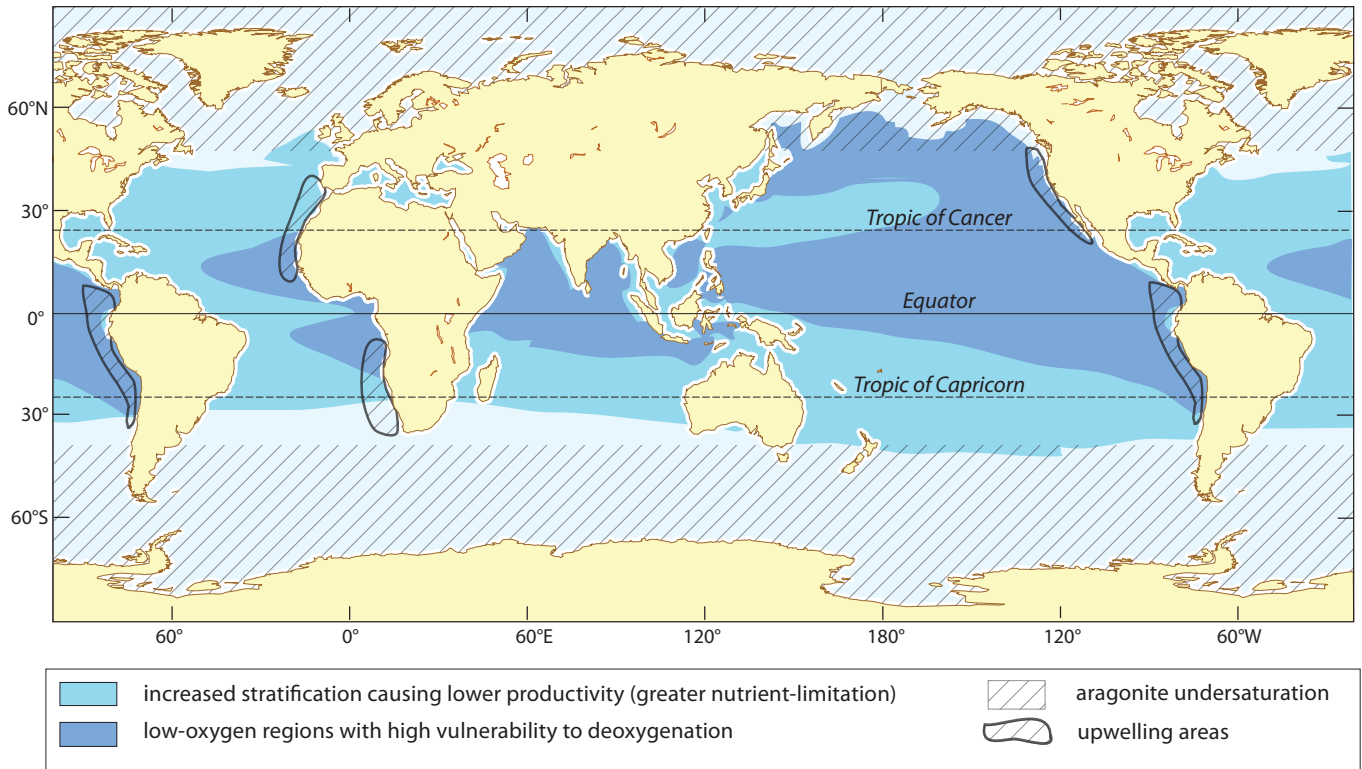 60°N
30°
Tropic of Cancer
Equator
0°
Tropic of Capricorn
30°
60°S
60°
0°
60°E
120°
180°
120°
60°W
increased stratification causing lower productivity (greater nutrient-limitation)
aragonite undersaturation
low-oxygen regions with high vulnerability to deoxygenation
upwelling areas